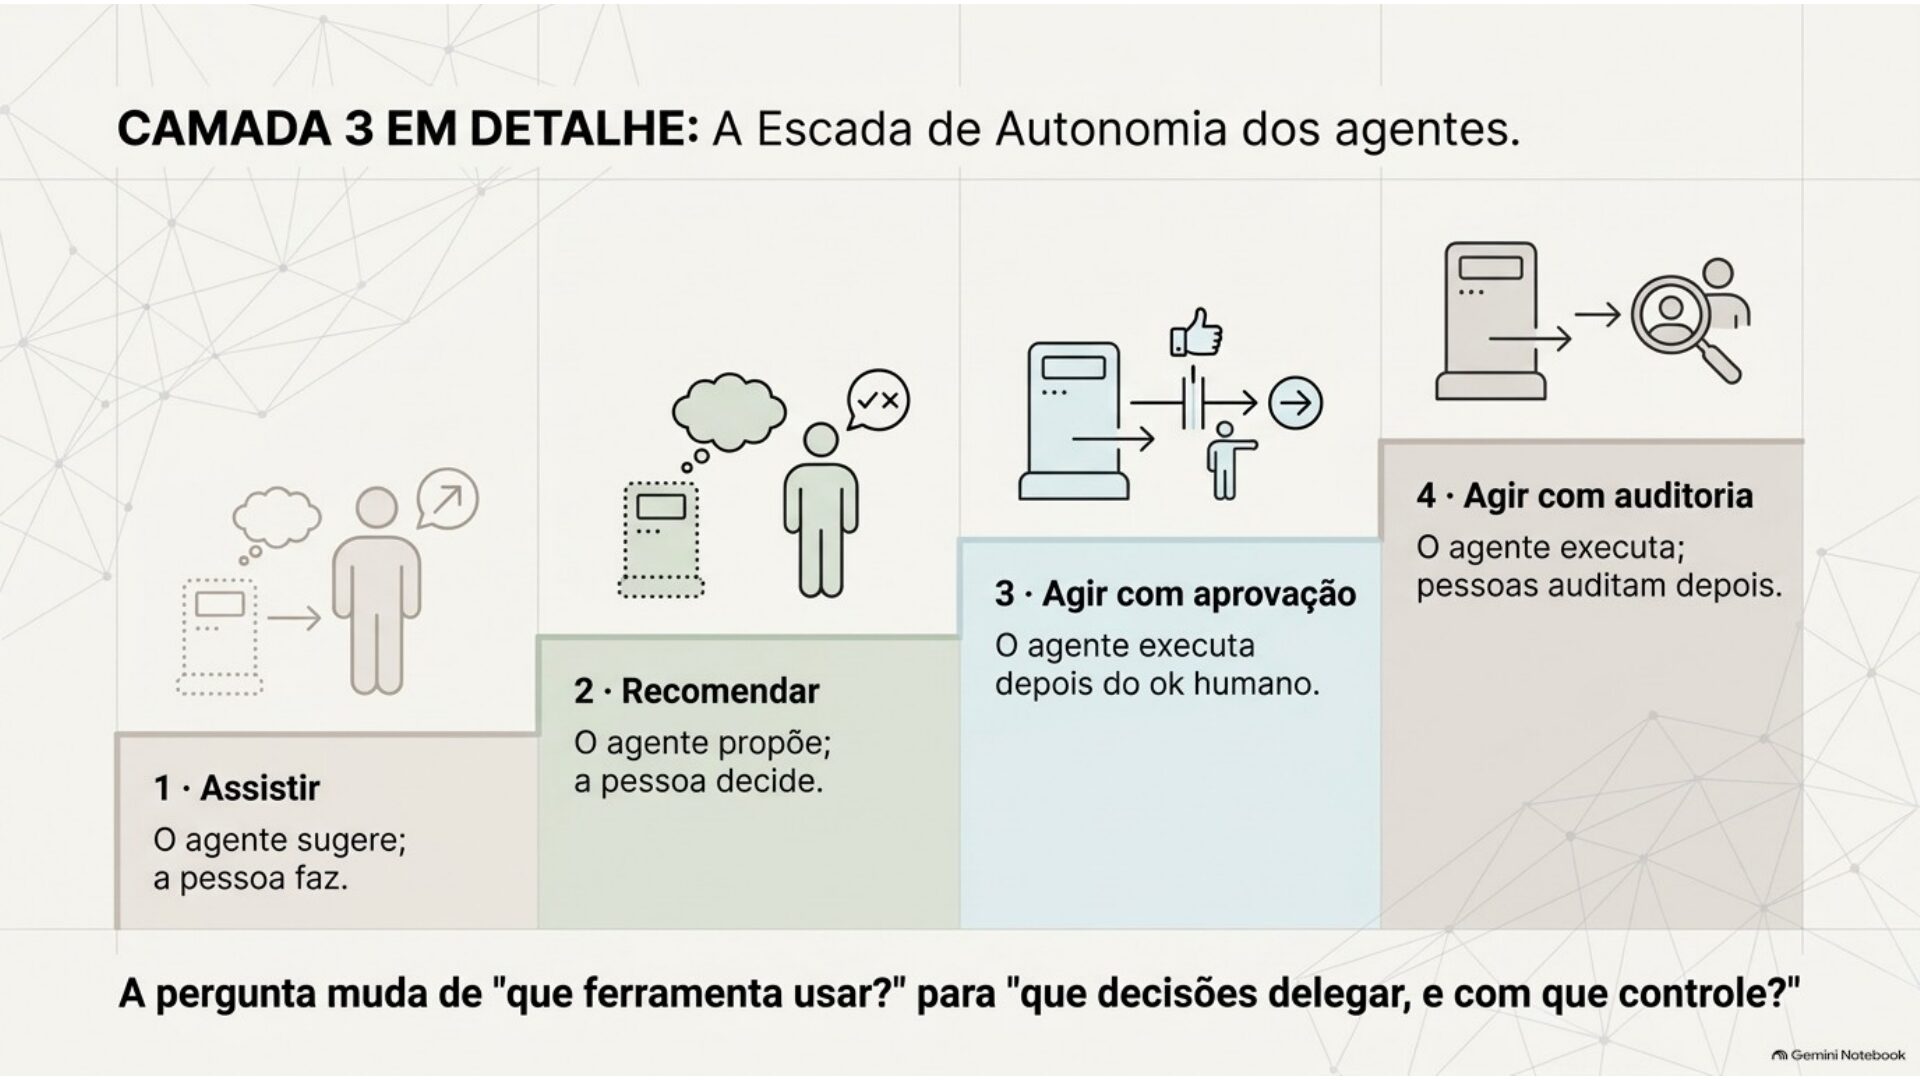 CAMADA 3 EM DETALHE: A Escada de Autonomia dos agentes.
1 · Assistir
O agente sugere;
a pessoa faz.
2 · Recomendar
O agente propõe;
a pessoa decide.
3 · Agir com aprovação
O agente executa
depois do ok humano.
4 · Agir com auditoria
O agente executa;
pessoas auditam depois.
A pergunta muda de "que ferramenta usar?" para "que decisões delegar, e com que controle?"
Gemini Notebook